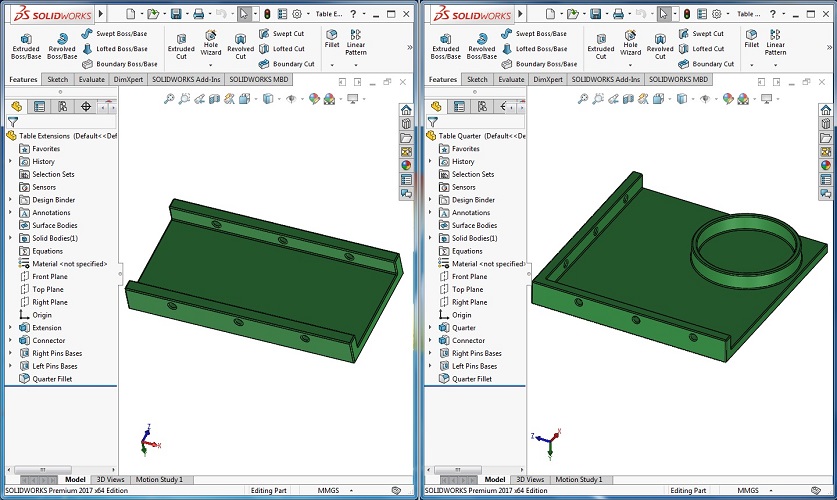 SOLIDWORKS
Table E...
Extruded Boss/Base
Revolved Boss/Base
Swept Boss/Base
Lofted Boss/Base
Boundary Boss/Base
Extruded Cut
Hole Wizard
Revolved Cut
Swept Cut
Lofted Cut
Boundary Cut
Fillet
Linear Pattern
Features
Sketch
Evaluate
DimXpert
SOLIDWORKS Add-Ins
SOLIDWORKS MBD
Table Extensions (Default<<Def
Favorites
History
Selection Sets
Sensors
Design Binder
Annotations
Surface Bodies
Solid Bodies(1)
Equations
Material <not specified>
Front Plane
Top Plane
Right Plane
Origin
Extension
Connector
Right Pins Bases
Left Pins Bases
Quarter Fillet
Z
X
Y
Model
3D Views
Motion Study 1
SOLIDWORKS Premium 2017 x64 Edition
Editing Part
MMGS
SOLIDWORKS
Table ...
Extruded Boss/Base
Revolved Boss/Base
Swept Boss/Base
Lofted Boss/Base
Boundary Boss/Base
Extruded Cut
Hole Wizard
Revolved Cut
Swept Cut
Lofted Cut
Boundary Cut
Fillet
Linear Pattern
Features
Sketch
Evaluate
DimXpert
SOLIDWORKS Add-Ins
SOLIDWORKS MBD
Table Quarter (Default<<De
Favorites
History
Selection Sets
Sensors
Design Binder
Annotations
Surface Bodies
Solid Bodies(1)
Equations
Material <not specified>
Front Plane
Top Plane
Right Plane
Origin
Quarter
Connector
Right Pins Bases
Left Pins Bases
Quarter Fillet
Z
X
Y
Model
3D Views
Motion Study 1
SOLIDWORKS Premium 2017 x64 Edition
Editing Part
MMGS